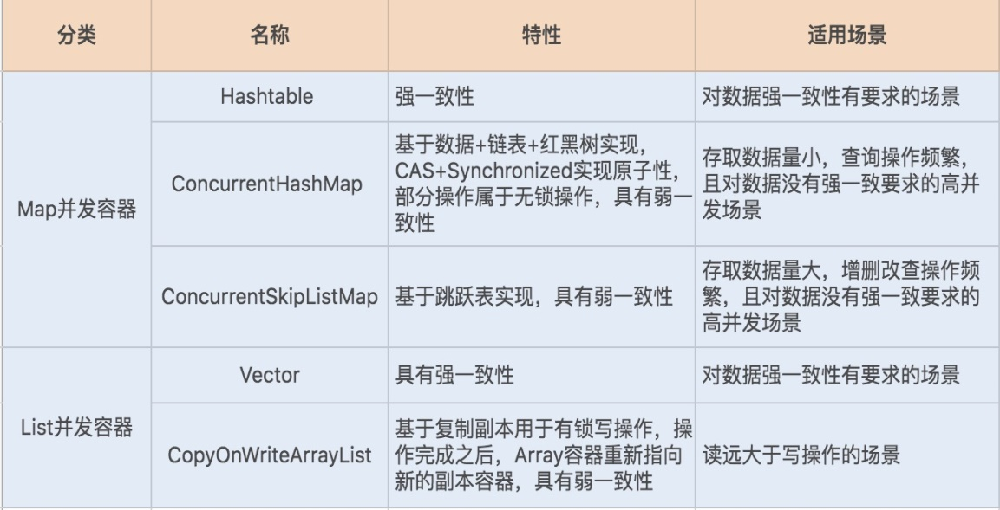 分类
名称
特性
适用场景
Map并发容器
Hashtable
强一致性
对数据强一致性有要求的场景
ConcurrentHashMap
基于数据+链表+红黑树实现，
CAS+Synchronized实现原子性，
部分操作属于无锁操作，具有弱一
致性
存取数据量小，查询操作频繁，
且对数据没有强一致要求的高并
发场景
ConcurrentSkipListMap
基于跳跃表实现，具有弱一致性
存取数据量大，增删改查操作频
繁，且对数据没有强一致要求的
高并发场景
List并发容器
Vector
具有强一致性
对数据强一致性有要求的场景
CopyOnWriteArrayList
基于复制副本用于有锁写操作，操
作完成之后，Array容器重新指向
新的副本容器，具有弱一致性
读远大于写操作的场景